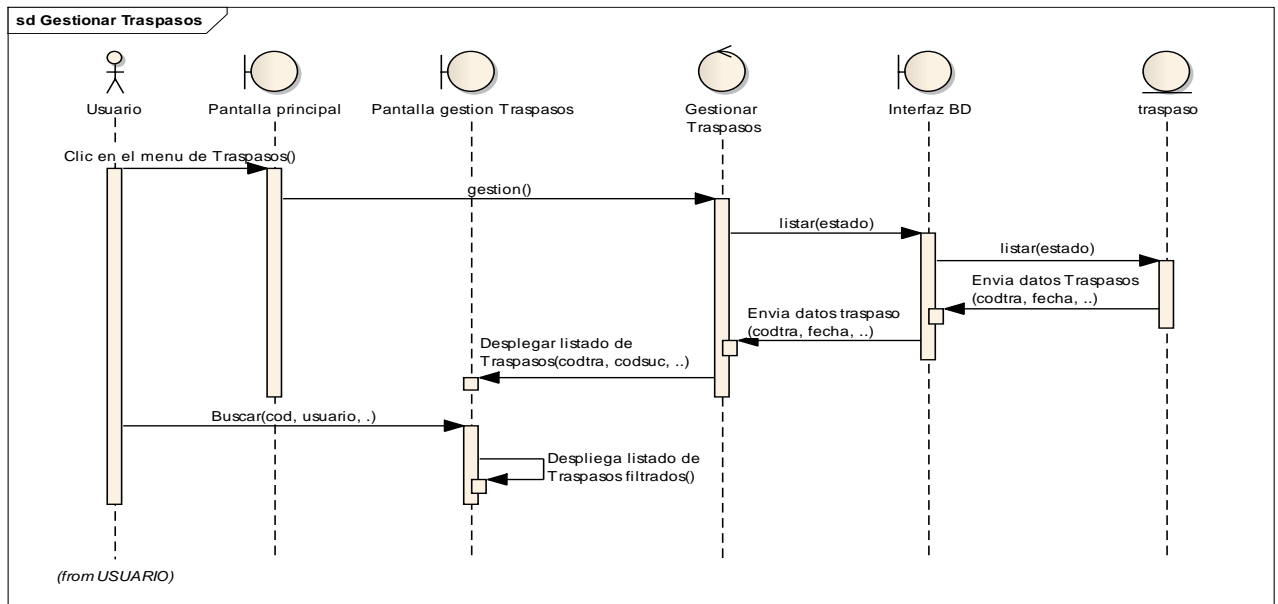 sd Gestionar Traspasos
Usuario
Pantalla principal
Pantalla gestion Traspasos
Gestionar
Traspasos
Interfaz BD
traspaso
Clic en el menu de Traspasos()
gestion()
listar(estado)
listar(estado)
Envia datos Traspasos
(codtra, fecha, ..)
Envia datos traspaso
(codtra, fecha, ..)
Desplegar listado de
Traspasos(codtra, codsuc, ..)
Buscar(cod, usuario, .)
Despliega listado de
Traspasos filtrados()
(from USUARIO)